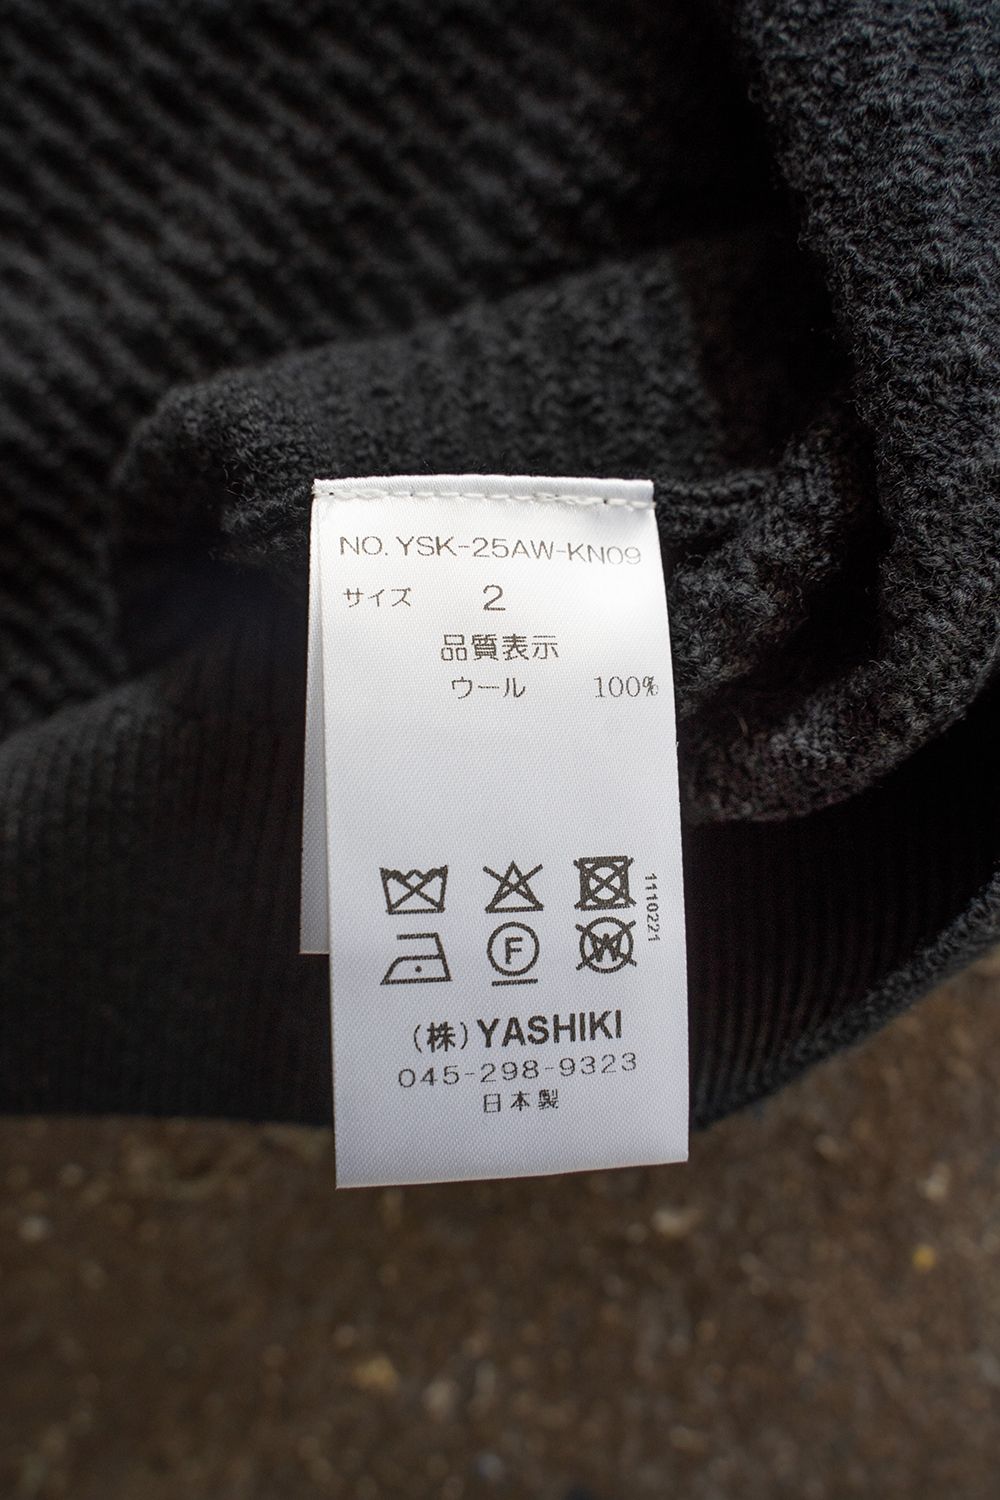 NO. YSK-25AW-KN09
サイズ 2
品質表示
ウール 100%
1110221
F
W
(株) YASHIKI
045-298-9323
日本製